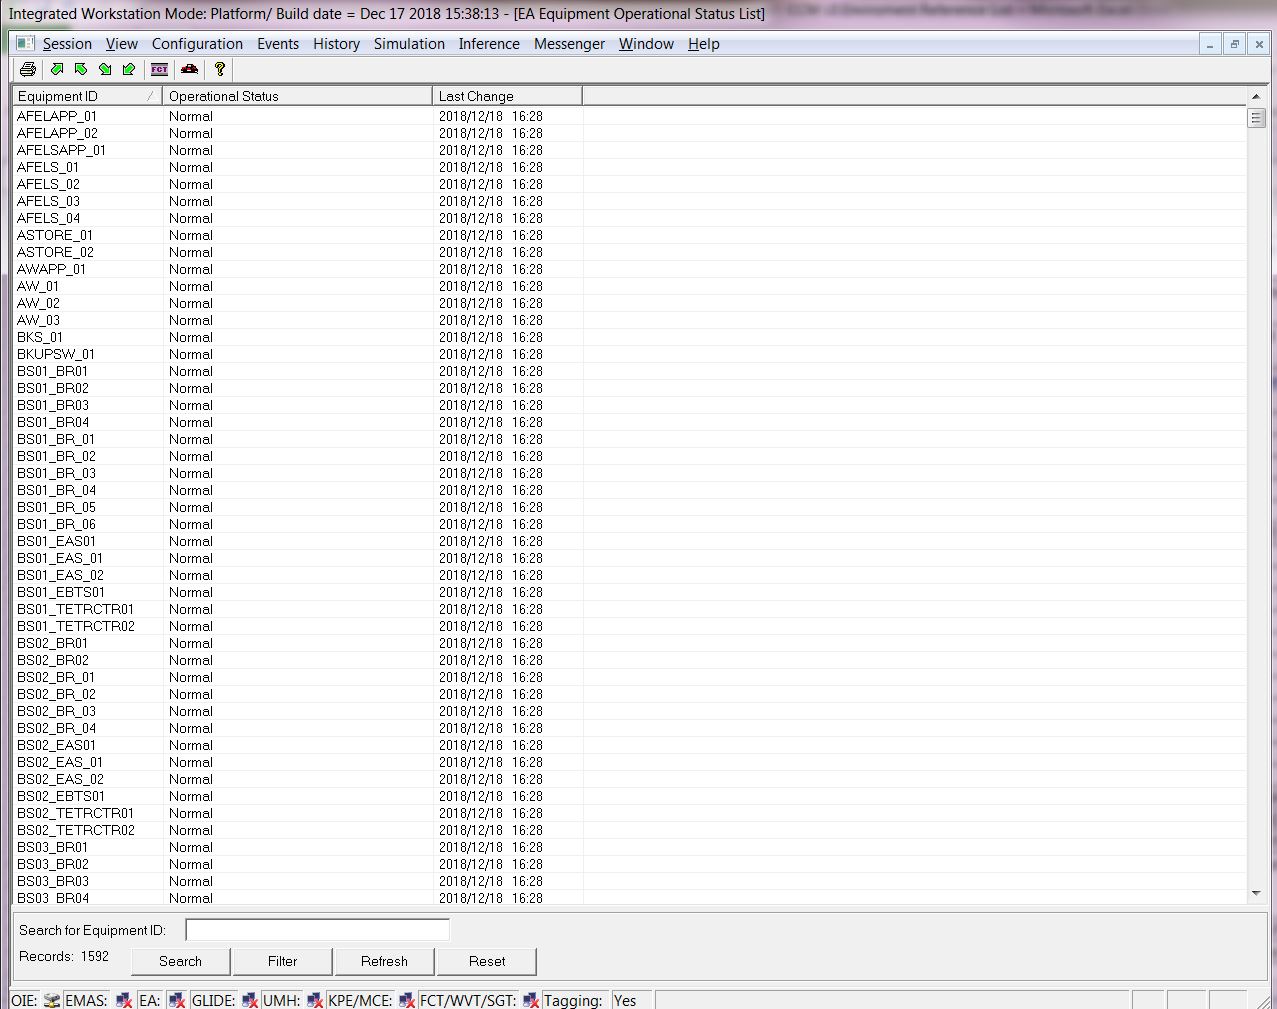 Integrated Workstation Mode: Platform/ Build date = Dec 17 2018 15:38:13 - [EA Equipment Operational Status List]
Session View Configuration Events History Simulation Inference Messenger Window Help
FCT
Equipment ID Operational Status Last Change
AFELAPP_01 Normal 2018/12/18 16:28
AFELAPP_02 Normal 2018/12/18 16:28
AFELSAPP_01 Normal 2018/12/18 16:28
AFELS_01 Normal 2018/12/18 16:28
AFELS_02 Normal 2018/12/18 16:28
AFELS_03 Normal 2018/12/18 16:28
AFELS_04 Normal 2018/12/18 16:28
ASTORE_01 Normal 2018/12/18 16:28
ASTORE_02 Normal 2018/12/18 16:28
AWAPP_01 Normal 2018/12/18 16:28
AW_01 Normal 2018/12/18 16:28
AW_02 Normal 2018/12/18 16:28
AW_03 Normal 2018/12/18 16:28
BKS_01 Normal 2018/12/18 16:28
BKUPSW_01 Normal 2018/12/18 16:28
BS01_BR01 Normal 2018/12/18 16:28
BS01_BR02 Normal 2018/12/18 16:28
BS01_BR03 Normal 2018/12/18 16:28
BS01_BR04 Normal 2018/12/18 16:28
BS01_BR_01 Normal 2018/12/18 16:28
BS01_BR_02 Normal 2018/12/18 16:28
BS01_BR_03 Normal 2018/12/18 16:28
BS01_BR_04 Normal 2018/12/18 16:28
BS01_BR_05 Normal 2018/12/18 16:28
BS01_BR_06 Normal 2018/12/18 16:28
BS01_EAS01 Normal 2018/12/18 16:28
BS01_EAS_01 Normal 2018/12/18 16:28
BS01_EAS_02 Normal 2018/12/18 16:28
BS01_EBTS01 Normal 2018/12/18 16:28
BS01_TETRCTR01 Normal 2018/12/18 16:28
BS01_TETRCTR02 Normal 2018/12/18 16:28
BS02_BR01 Normal 2018/12/18 16:28
BS02_BR02 Normal 2018/12/18 16:28
BS02_BR_01 Normal 2018/12/18 16:28
BS02_BR_02 Normal 2018/12/18 16:28
BS02_BR_03 Normal 2018/12/18 16:28
BS02_BR_04 Normal 2018/12/18 16:28
BS02_EAS01 Normal 2018/12/18 16:28
BS02_EAS_01 Normal 2018/12/18 16:28
BS02_EAS_02 Normal 2018/12/18 16:28
BS02_EBTS01 Normal 2018/12/18 16:28
BS02_TETRCTR01 Normal 2018/12/18 16:28
BS02_TETRCTR02 Normal 2018/12/18 16:28
BS03_BR01 Normal 2018/12/18 16:28
BS03_BR02 Normal 2018/12/18 16:28
BS03_BR03 Normal 2018/12/18 16:28
BS03_BR04 Normal 2018/12/18 16:28
Search for Equipment ID:
Records: 1592 Search Filter Refresh Reset
OIE: EMAS: EA: GLIDE: UMH: KPE/MCE: FCT/WVT/SGT: Tagging: Yes